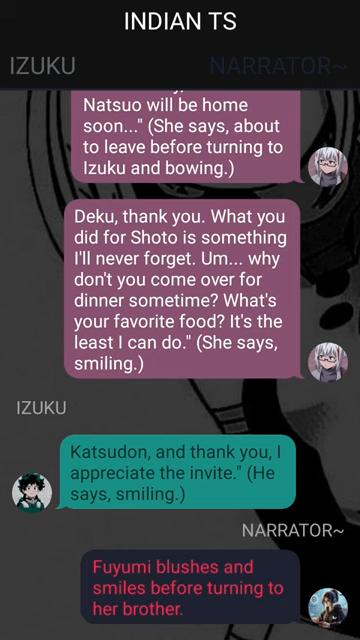 INDIAN TS
IZUKU
NARRATOR~
Natsuo will be home
soon..." (She says, about
to leave before turning to
Izuku and bowing.)
Deku, thank you. What you
did for Shoto is something
I'll never forget. Um... why
don't you come over for
dinner sometime? What's
your favorite food? It's the
least I can do." (She says,
smiling.)
IZUKU
Katsudon, and thank you, I
appreciate the invite." (He
says, smiling.)
NARRATOR~
Fuyumi blushes and
smiles before turning to
her brother.